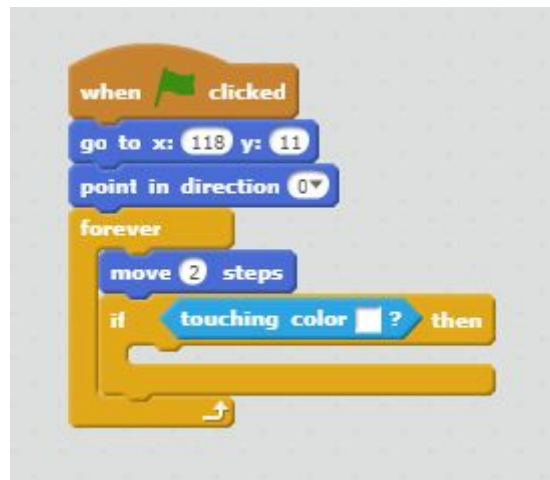 when clicked
go to x: 118 y: 11
point in direction 0
forever
move 2 steps
if touching color ? then